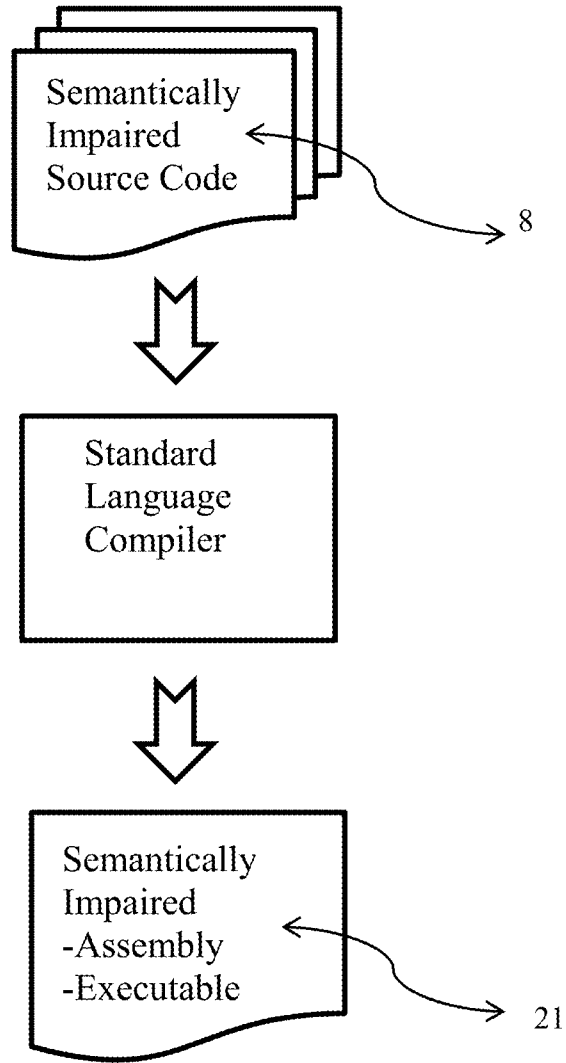 Semantically
Impaired
Source Code
8
Standard
Language
Compiler
Semantically
Impaired
-Assembly
-Executable
21